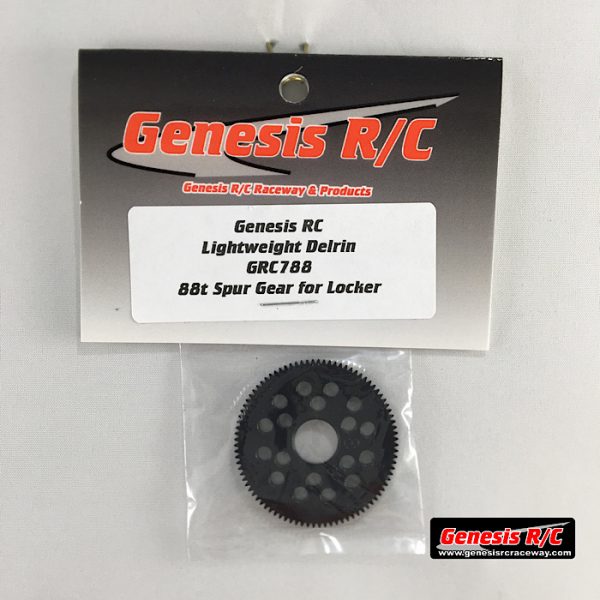 Genesis R/C
Genesis R/C Raceway & Products
Genesis RC
Lightweight Delrin
GRC788
88t Spur Gear for Locker
Genesis R/C
www.genesisrcraceway.com